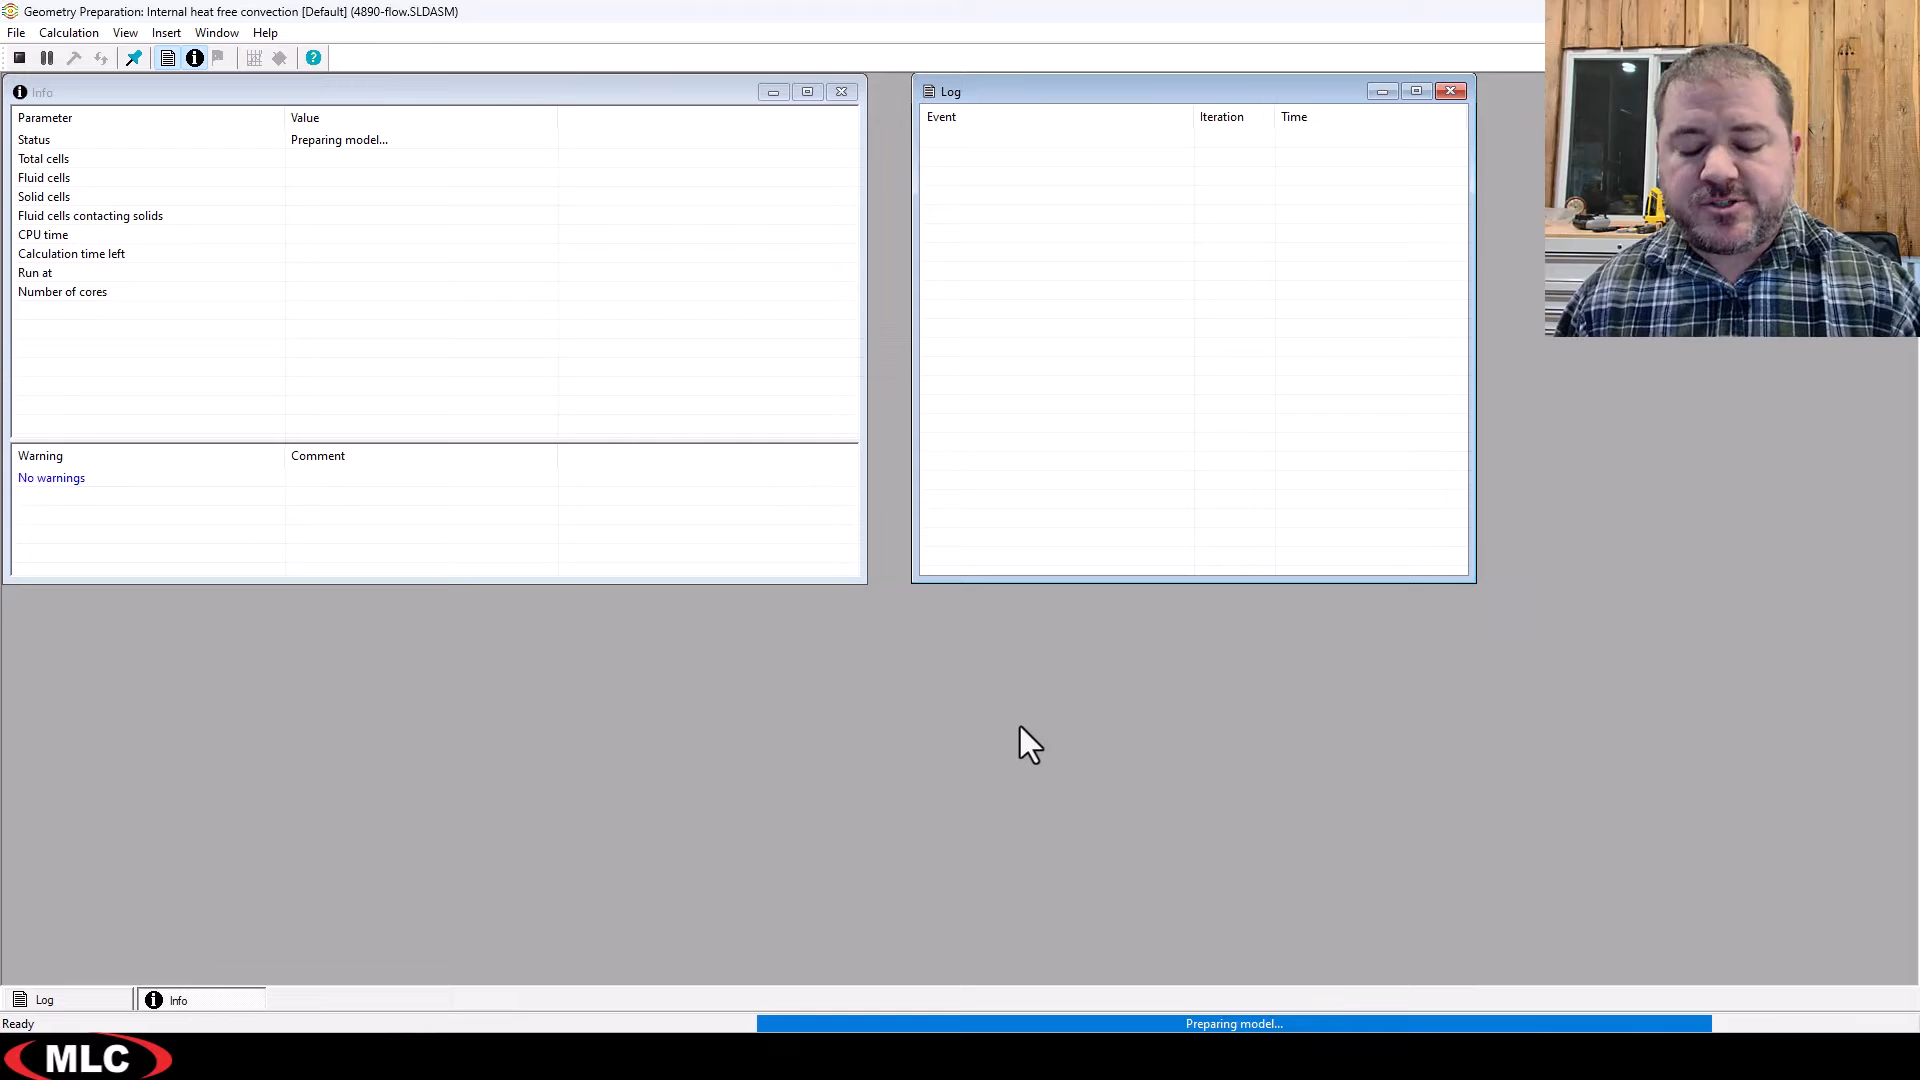 Geometry Preparation: Internal heat free convection [Default] (4890-flow.SLDASM)
File Calculation View Insert Window Help
Info
Parameter Value
Status Preparing model...
Total cells
Fluid cells
Solid cells
Fluid cells contacting solids
CPU time
Calculation time left
Run at
Number of cores
Warning Comment
No warnings
Log
Event Iteration Time
Log Info
Ready Preparing model...
MLC